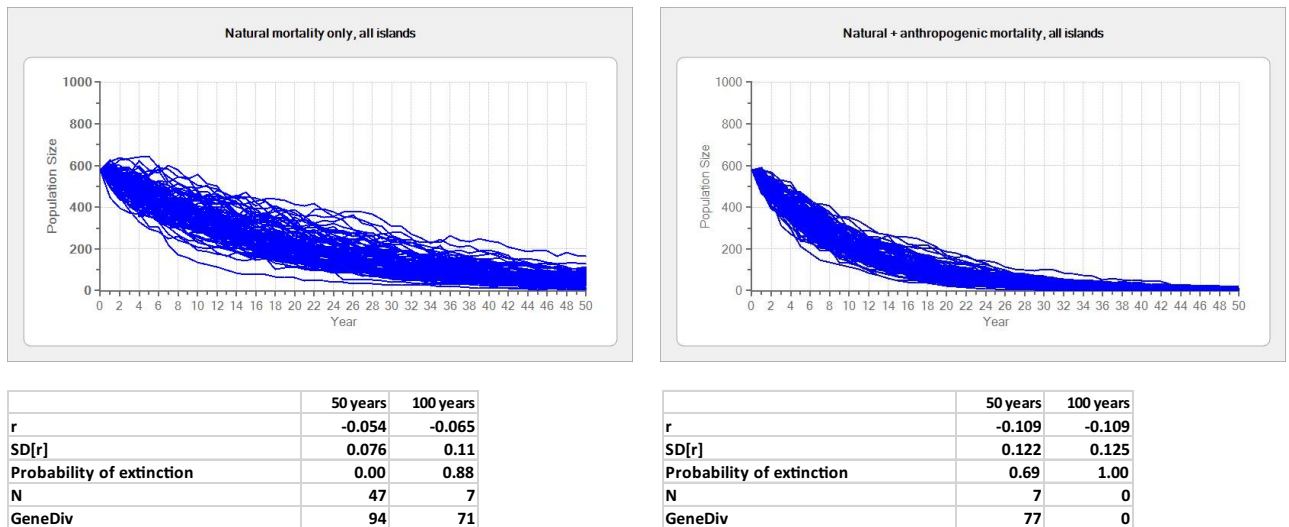 Natural mortality only, all islands
1000
800
600
400
200
0
Population Size
0 2 4 6 8 10 12 14 16 18 20 22 24 26 28 30 32 34 36 38 40 42 44 46 48 50
Year
Natural + anthropogenic mortality, all islands
1000
800
600
400
200
0
Population Size
0 2 4 6 8 10 12 14 16 18 20 22 24 26 28 30 32 34 36 38 40 42 44 46 48 50
Year
50 years 100 years
r -0.054 -0.065
SD[r] 0.076 0.11
Probability of extinction 0.00 0.88
N 47 7
GeneDiv 94 71
50 years 100 years
r -0.109 -0.109
SD[r] 0.122 0.125
Probability of extinction 0.69 1.00
N 7 0
GeneDiv 77 0